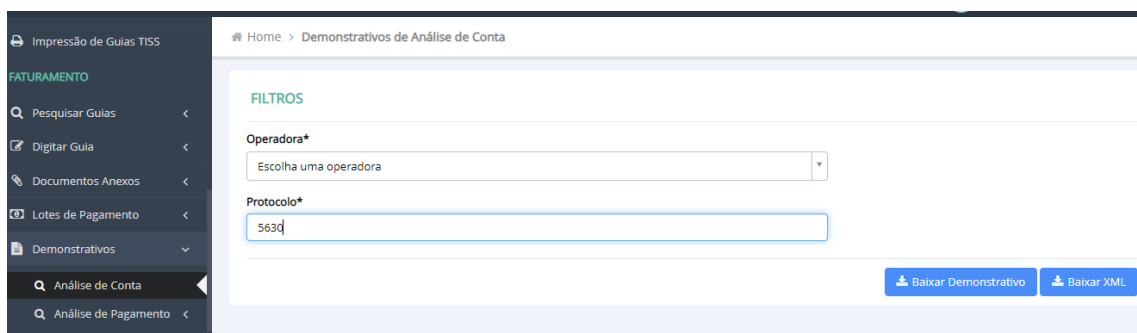 Impressão de Guias TISS
FATURAMENTO
Pesquisar Guias
Digitar Guia
Documentos Anexos
Lotes de Pagamento
Demonstrativos
Análise de Conta
Análise de Pagamento
Home > Demonstrativos de Análise de Conta
FILTROS
Operadora*
Escolha uma operadora
Protocolo*
5630
Baixar Demonstrativo
Baixar XML